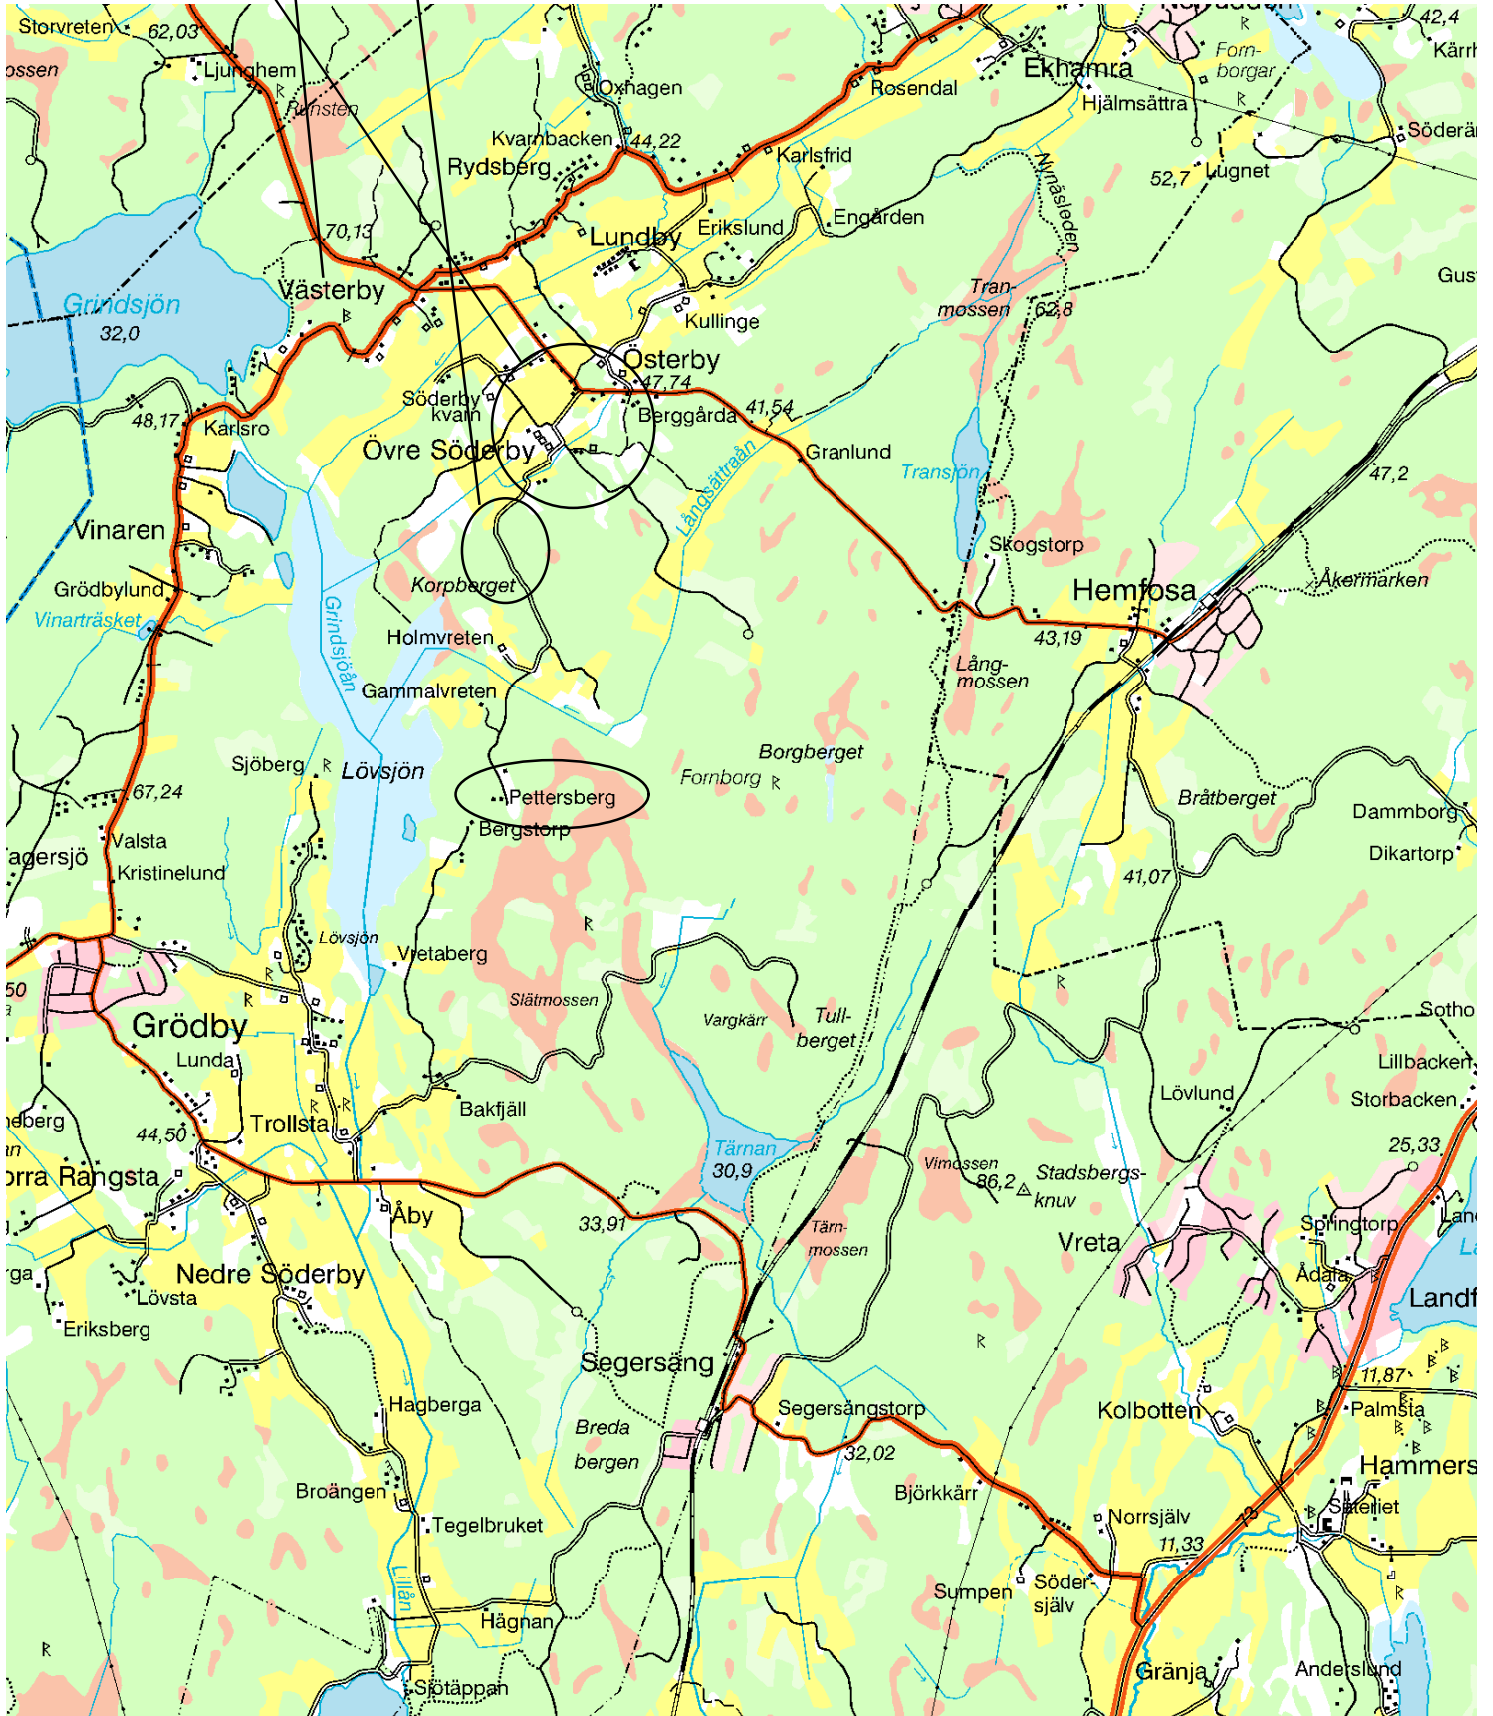 Storvreten
62,03
42,4
Ljunghem
Runsten
Oxhagen
Rosendal
Ekhamra
Forn-
borgar
Hjälmsättra
Kvarnbacken
44,22
Karlsfrid
Rydsberg
Nynäsleden
52,7
Lugnet
70,13
Lundby
Erikslund
Engården
Västerby
Grindsjön
32,0
Kullinge
Tran-
mossen
62,8
Österby
47,74
Söderby
kvarn
Berggårda
41,54
48,17
Karlsro
Övre Söderby
Granlund
Långsättraån
Transjön
47,2
Vinaren
Skogstorp
Grödbylund
Korpberget
Hemfosa
Åkermarken
Vinarträsket
Grindsjöån
Holmvreten
43,19
Lång-
mossen
Gammalvreten
Sjöberg
Lövsjön
Borgberget
Fornborg
67,24
Pettersberg
Bråtberget
Dammborg
Valsta
Bergstorp
Dikartorp
Kristinelund
41,07
Lövsjön
Vretaberg
50
Slätmossen
Vargkärr
Tull-
berget
Grödby
Lunda
Lillbacken
Lövlund
Storbacken
Bakfjäll
Trollsta
44,50
Tärnan
30,9
25,33
Vimossen
86,2
Stadsbergs-
knuv
Åby
33,91
Tärn-
mossen
Springtorp
Vreta
Nedre Söderby
Ådala
Lövsta
Eriksberg
Segersäng
11,87
Hagberga
Segersängstorp
Kolbotten
Palmsta
Breda
bergen
32,02
Broängen
Björkkärr
Tegelbruket
Norrsjälv
73
Säteriet
11,33
Lillån
Sumpen
Söder-
själv
Hägnan
Gränja
Anderslund
Sjötäppan